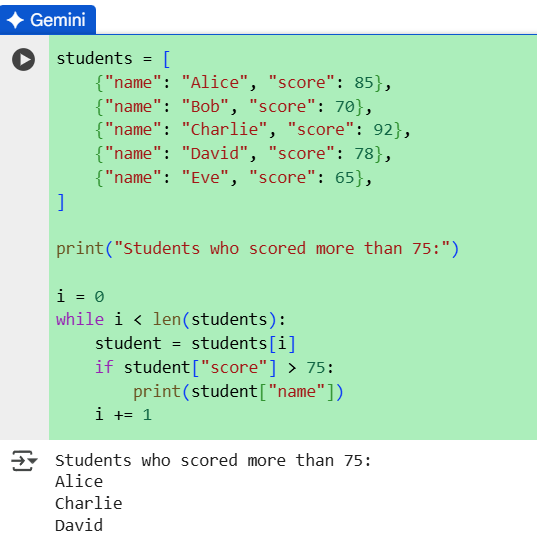 Gemini
students = [
    {"name": "Alice", "score": 85},
    {"name": "Bob", "score": 70},
    {"name": "Charlie", "score": 92},
    {"name": "David", "score": 78},
    {"name": "Eve", "score": 65},
]
print("Students who scored more than 75:")
i = 0
while i < len(students):
    student = students[i]
    if student["score"] > 75:
        print(student["name"])
    i += 1
Students who scored more than 75:
Alice
Charlie
David